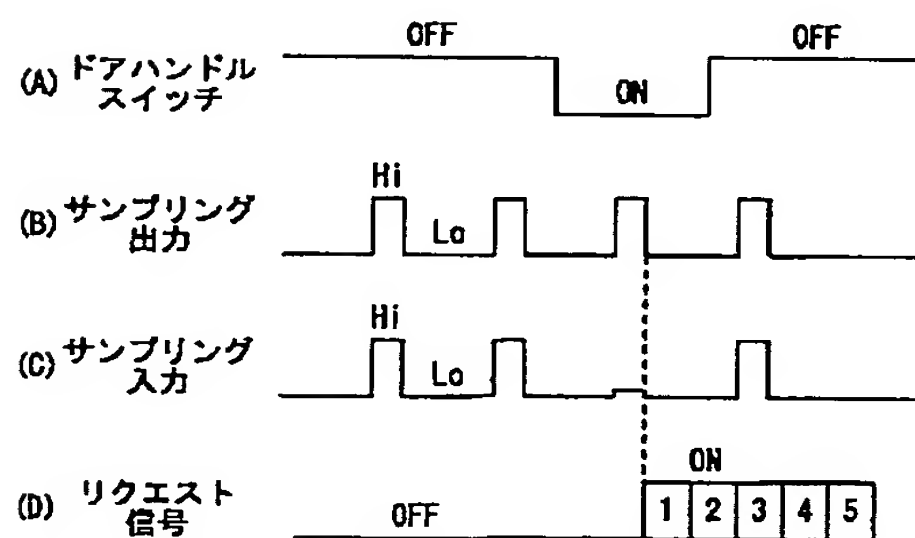 OFF
OFF
(A) ドアハンドル
スイッチ
ON
Hi
(B) サンプリング
出力
Lo
Hi
(C) サンプリング
入力
Lo
ON
(D) リクエスト
信号
OFF
1 2 3 4 5